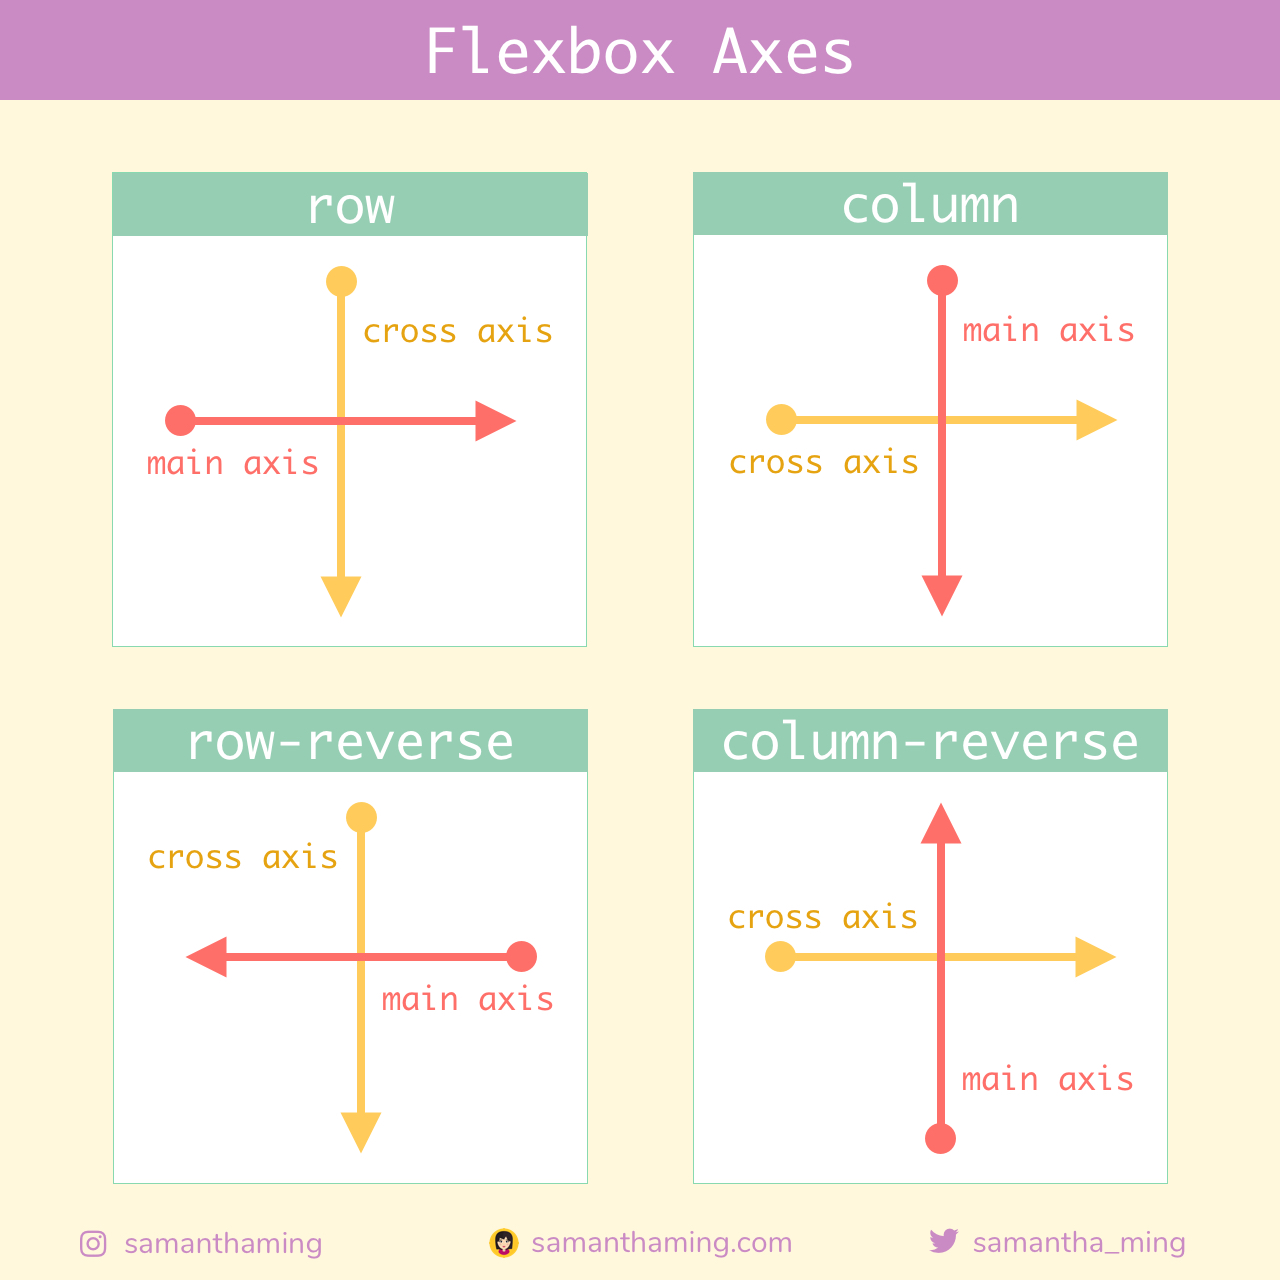 Flexbox Axes
row
cross axis
main axis
column
main axis
cross axis
row-reverse
cross axis
main axis
column-reverse
cross axis
main axis
samanthaming
samanthaming.com
samantha_ming